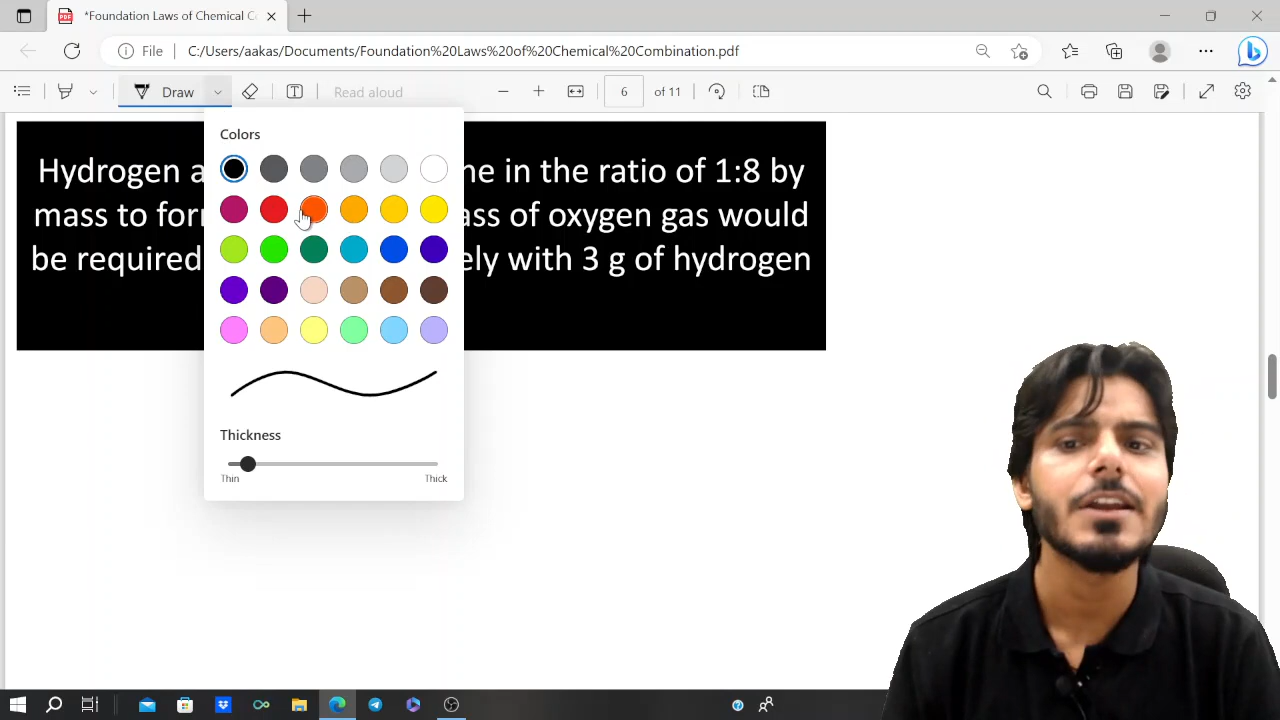 *Foundation Laws of Chemical C
File
C:/Users/aakas/Documents/Foundation%20Laws%20of%20Chemical%20Combination.pdf
Draw
Read aloud
6
of 11
Colors
Hydrogen a ne in the ratio of 1:8 by
mass to for ass of oxygen gas would
be required ely with 3 g of hydrogen
Thickness
Thin
Thick